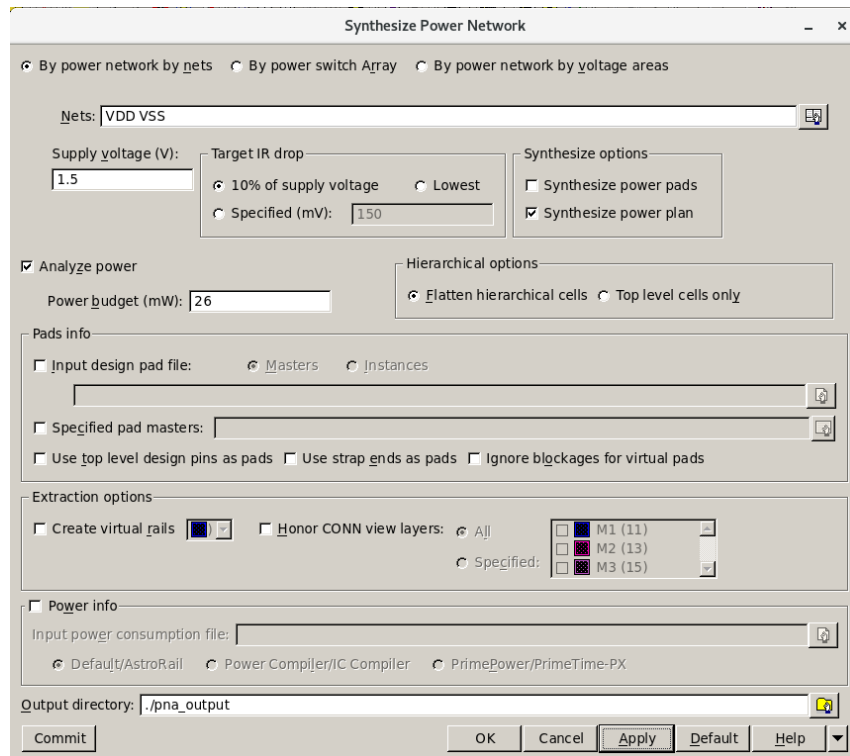 Synthesize Power Network
By power network by nets By power switch Array By power network by voltage areas
Nets: VDD VSS
Supply voltage (V): Target IR drop Synthesize options
1.5
10% of supply voltage Lowest Synthesize power pads
Specified (mV): 150 Synthesize power plan
Analyze power Hierarchical options
Power budget (mW): 26 Flatten hierarchical cells Top level cells only
Pads info
Input design pad file: Masters Instances
Specified pad masters:
Use top level design pins as pads Use strap ends as pads Ignore blockages for virtual pads
Extraction options
Create virtual rails Honor CONN view layers: All M1 (11)
M2 (13)
Specified: M3 (15)
Power info
Input power consumption file:
Default/AstroRail Power Compiler/IC Compiler PrimePower/PrimeTime-PX
Output directory: ./pna_output
Commit OK Cancel Apply Default Help